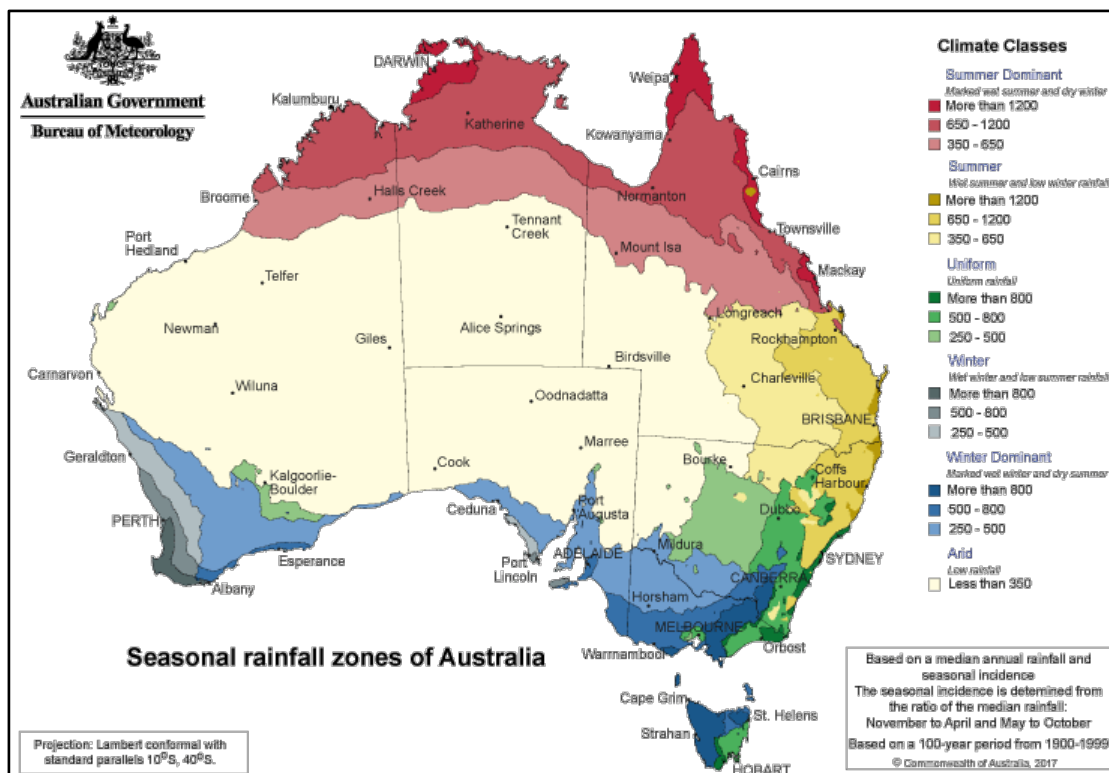 Australian Government
Bureau of Meteorology
Climate Classes
Summer Dominant
Marked wet summer and dry winter
More than 1200
650 - 1200
350 - 650
Summer
Wet summer and low winter rainfall
More than 1200
650 - 1200
350 - 650
Uniform
Uniform rainfall
More than 800
500 - 800
250 - 500
Winter
Wet winter and low summer rainfall
More than 800
500 - 800
250 - 500
Winter Dominant
Marked wet winter and dry summer
More than 800
500 - 800
250 - 500
Arid
Low rainfall
Less than 350
DARWIN
Weipa
Kalumburu
Katherine
Kowanyama
Cairns
Broome
Halls Creek
Normanton
Townsville
Port
Hedland
Tennant
Creek
Mount Isa
Mackay
Telfer
Newman
Giles
Alice Springs
Longreach
Rockhampton
Birdsville
Carnarvon
Wiluna
Charleville
Oodnadatta
BRISBANE
Marree
Geraldton
Kalgoorlie-
Boulder
Cook
Bourke
Coffs
Harbour
PERTH
Ceduna
Port
Augusta
Dubbo
Esperance
ADELAIDE
Mildura
SYDNEY
Albany
Port
Lincoln
CANBERRA
Horsham
MELBOURNE
Orbost
Warrnambool
Seasonal rainfall zones of Australia
Cape Grim
St. Helens
Strahan
HOBART
Projection: Lambert conformal with
standard parallels 10ºS, 40ºS.
Based on a median annual rainfall and
seasonal incidence
The seasonal incidence is detemined from
the ratio of the median rainfall:
November to April and May to October
Based on a 100-year period from 1900-1999
© Commonwealth of Australia, 2017